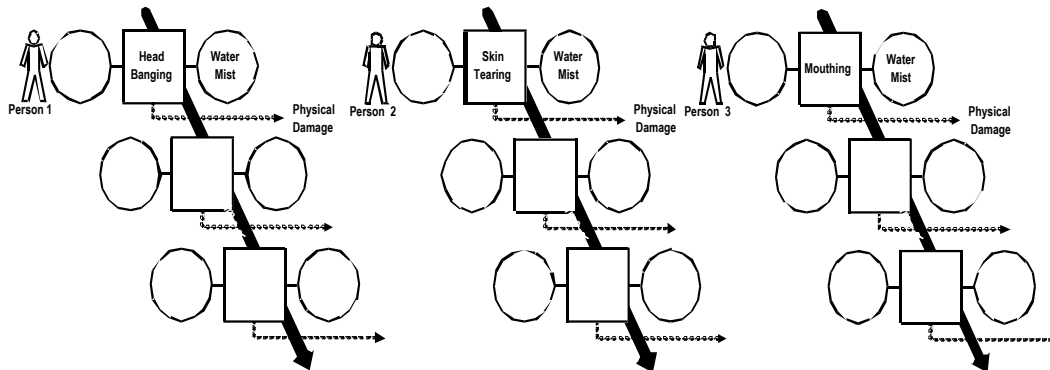 Head
Banging
Water
Mist
Person 1
Physical
Damage
Skin
Tearing
Water
Mist
Person 2
Physical
Damage
Mouthing
Water
Mist
Person 3
Physical
Damage